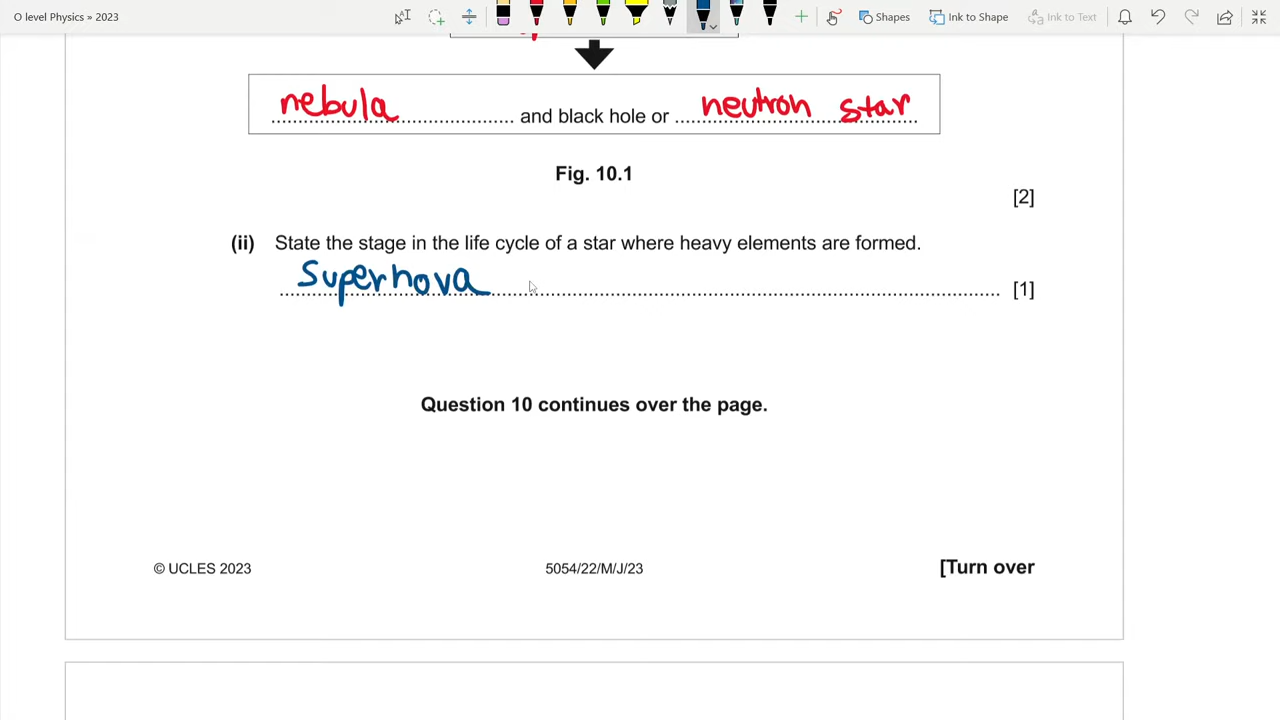 O level Physics » 2023
Shapes
Ink to Shape
Ink to Text
nebula and black hole or neutron star
Fig. 10.1
[2]
(ii) State the stage in the life cycle of a star where heavy elements are formed.
Supernova [1]
Question 10 continues over the page.
© UCLES 2023 5054/22/M/J/23 [Turn over